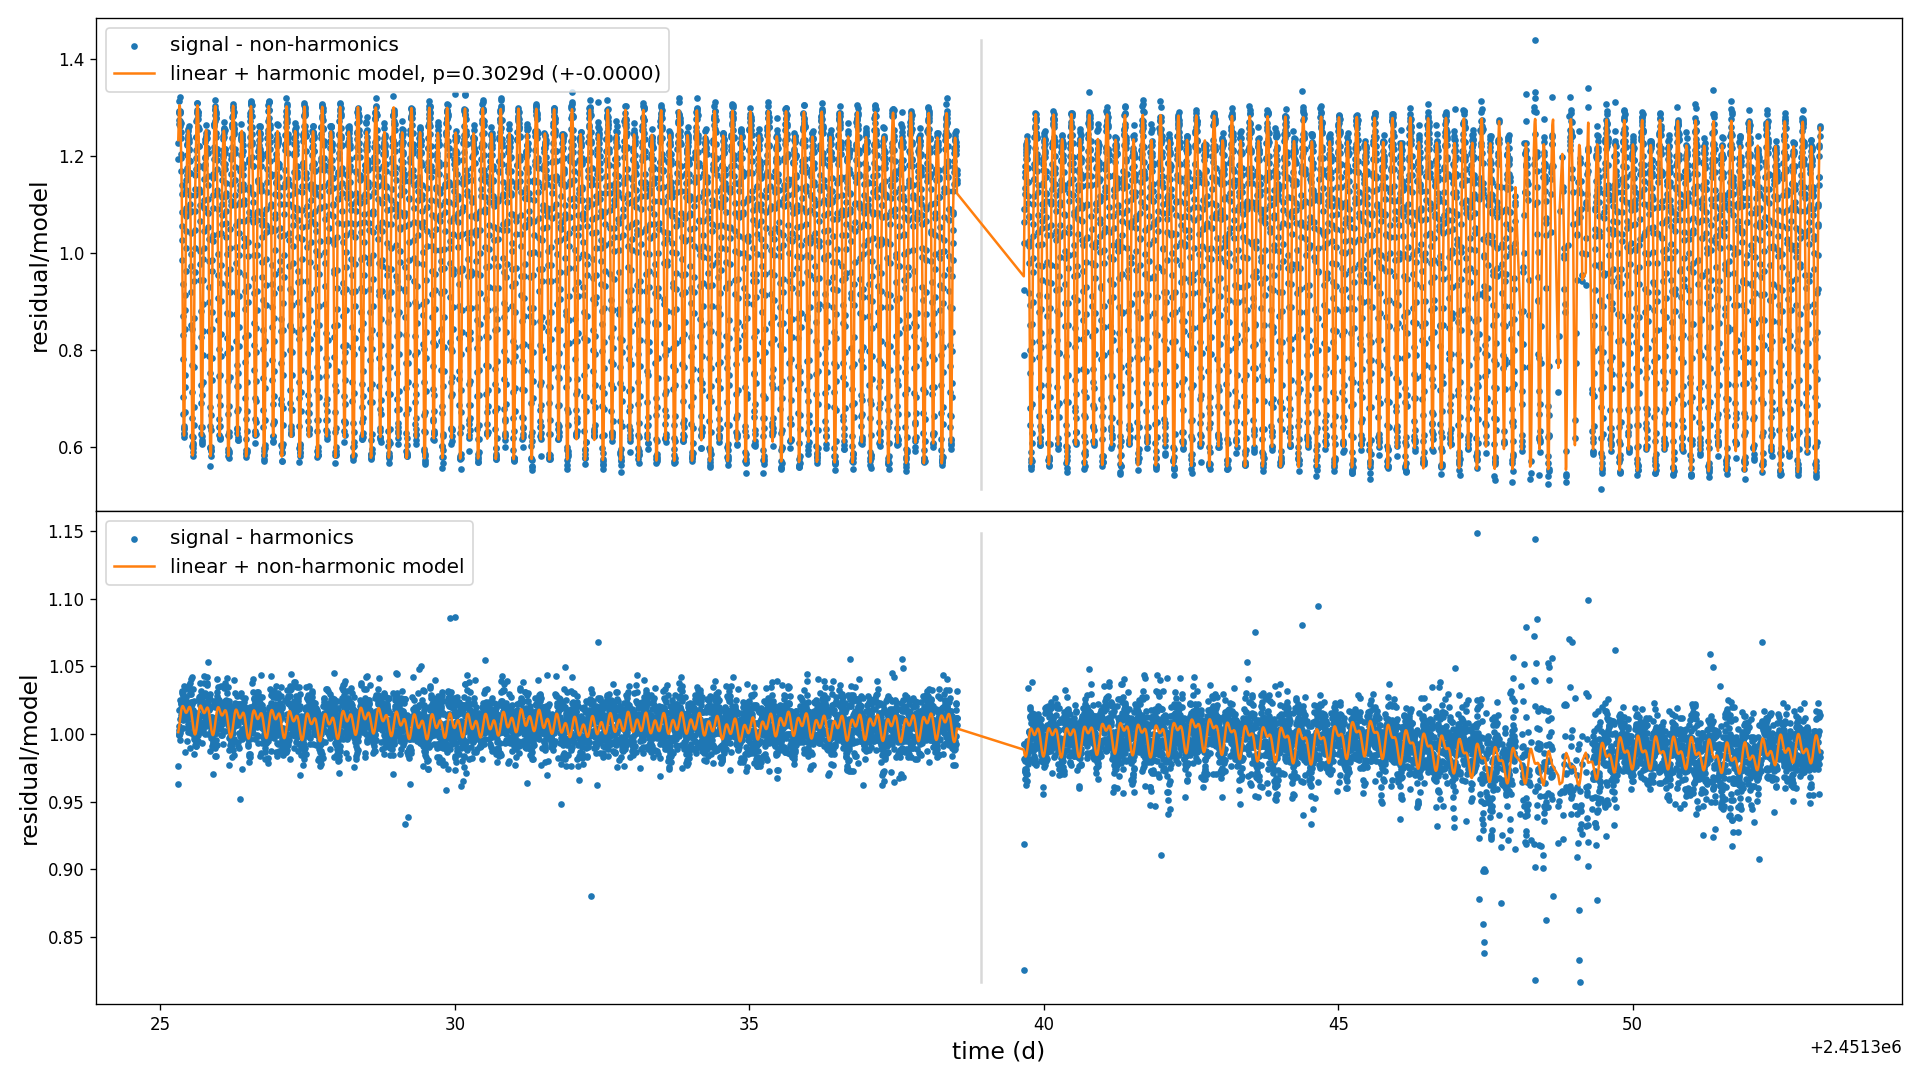 signal - non-harmonics
linear + harmonic model, p=0.3029d (+-0.0000)
1.4
1.2
1.0
0.8
0.6
residual/model
signal - harmonics
linear + non-harmonic model
1.15
1.10
1.05
1.00
0.95
0.90
0.85
residual/model
25
30
35
40
45
50
time (d)
+2.4513e6